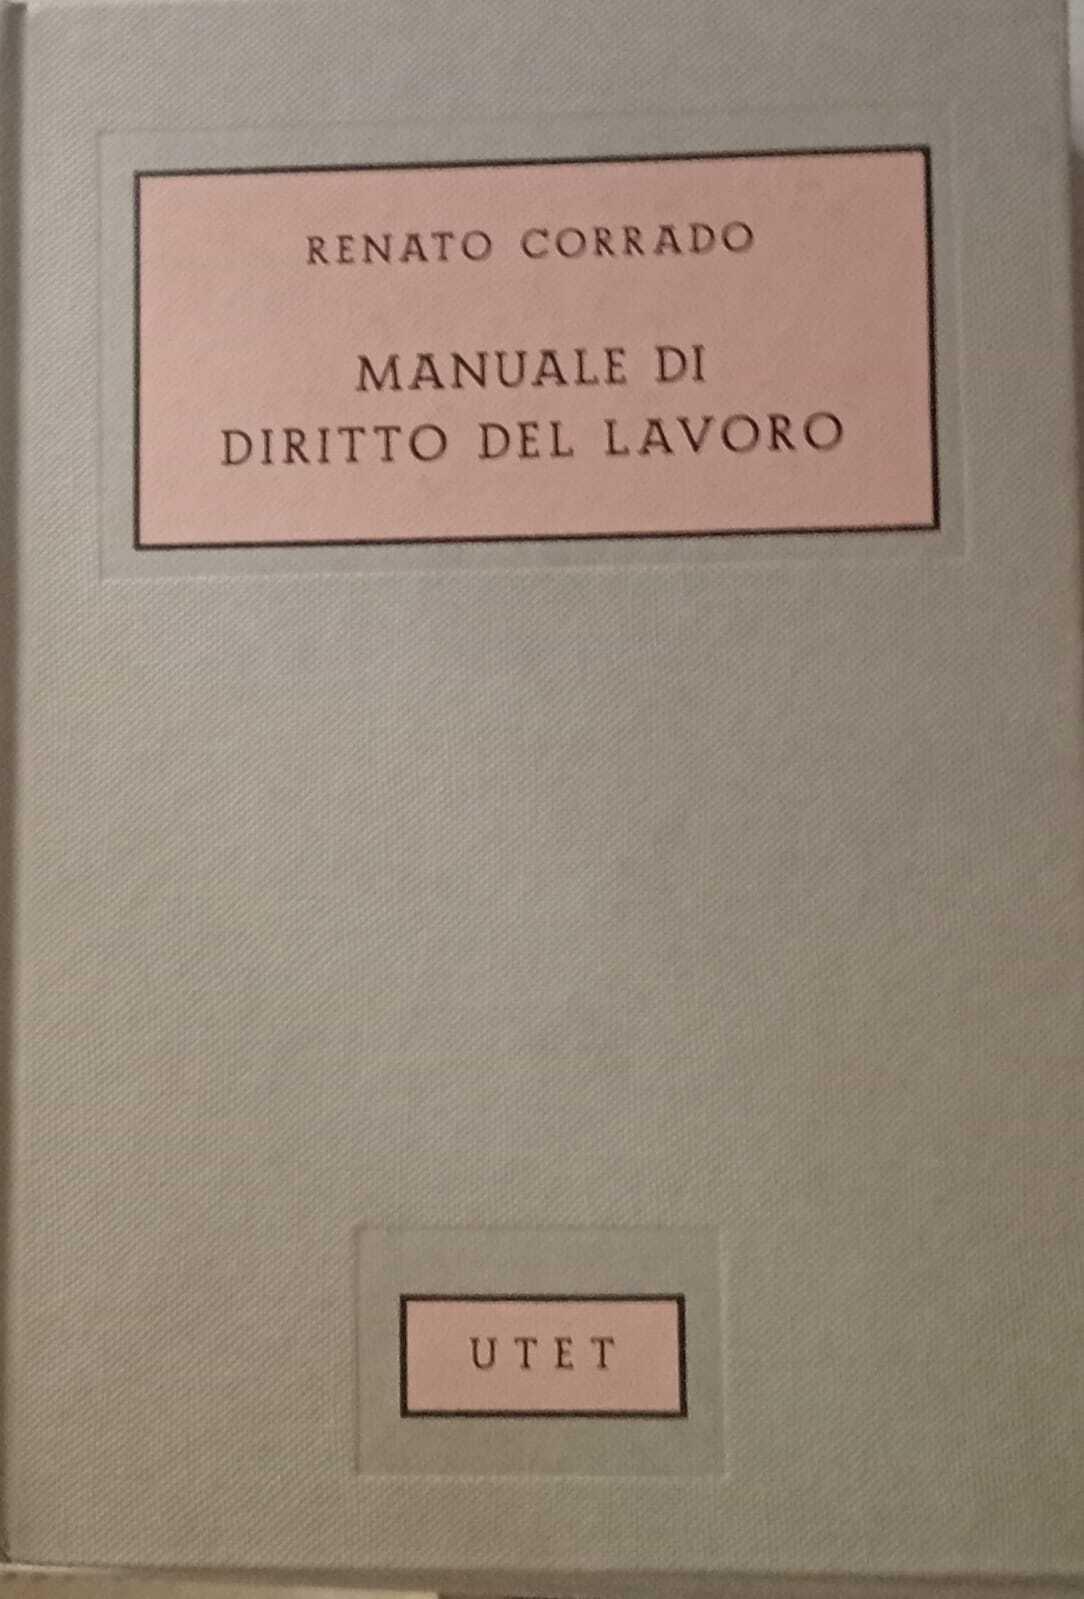 RENATO CORRADO
MANUALE DI
DIRITTO DEL LAVORO
UTET